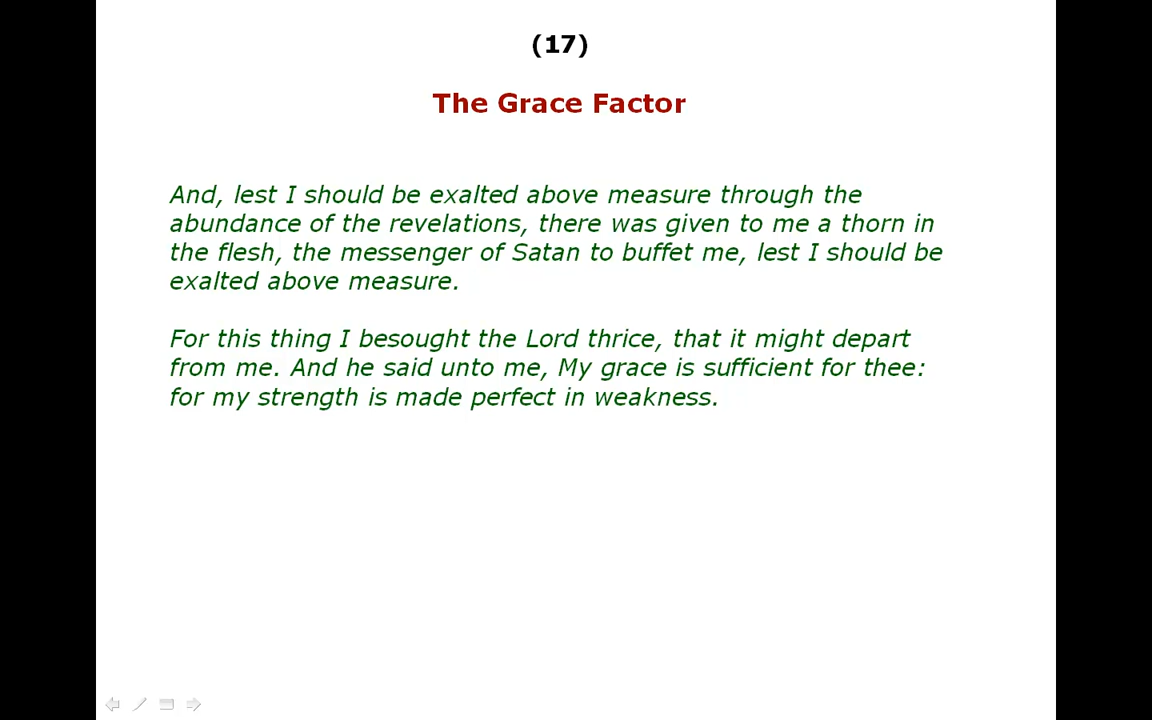 (17)
The Grace Factor
And, lest I should be exalted above measure through the
abundance of the revelations, there was given to me a thorn in
the flesh, the messenger of Satan to buffet me, lest I should be
exalted above measure.
For this thing I besought the Lord thrice, that it might depart
from me. And he said unto me, My grace is sufficient for thee:
for my strength is made perfect in weakness.